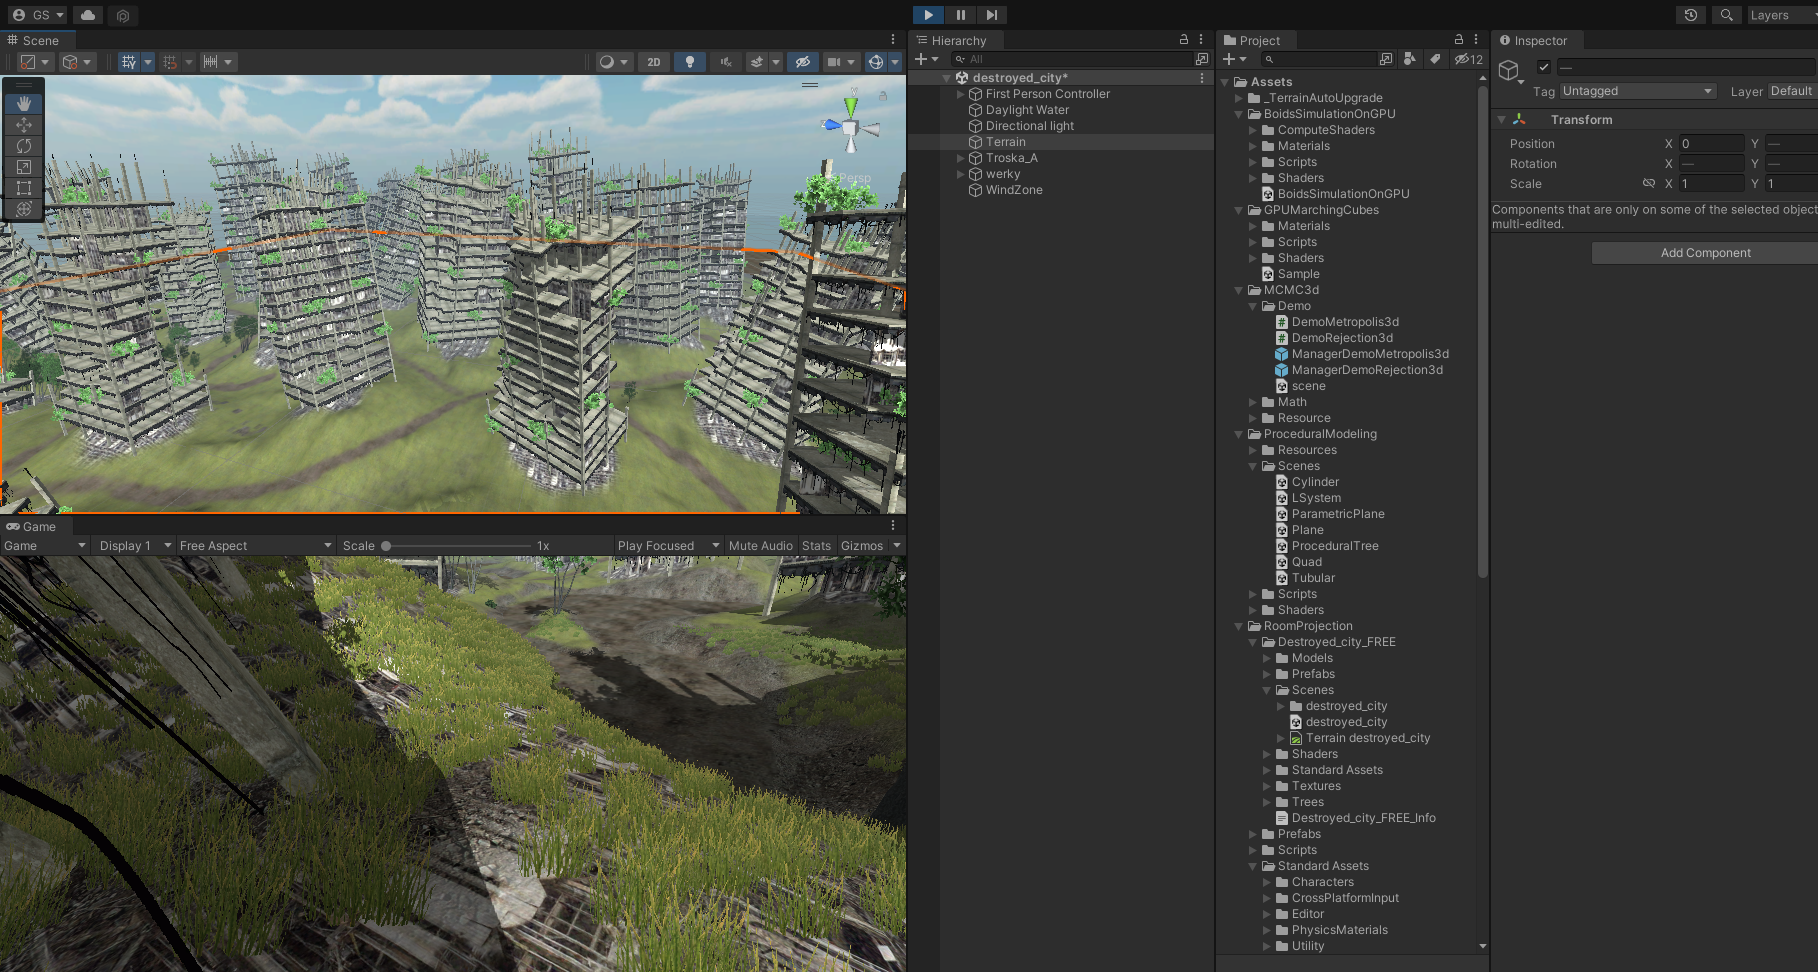 GS
Layers
Scene
2D
Y
Z
Persp
Game
Game
Display 1
Free Aspect
Scale
1x
Play Focused
Mute Audio
Stats
Gizmos
Hierarchy
All
destroyed_city*
First Person Controller
Daylight Water
Directional light
Terrain
Troska_A
werky
WindZone
Project
12
Assets
_TerrainAutoUpgrade
BoidsSimulationOnGPU
ComputeShaders
Materials
Scripts
Shaders
BoidsSimulationOnGPU
GPUMarchingCubes
Materials
Scripts
Shaders
Sample
MCMC3d
Demo
DemoMetropolis3d
DemoRejection3d
ManagerDemoMetropolis3d
ManagerDemoRejection3d
scene
Math
Resource
ProceduralModeling
Resources
Scenes
Cylinder
LSystem
ParametricPlane
Plane
ProceduralTree
Quad
Tubular
Scripts
Shaders
RoomProjection
Destroyed_city_FREE
Models
Prefabs
Scenes
destroyed_city
destroyed_city
Terrain destroyed_city
Shaders
Standard Assets
Textures
Trees
Destroyed_city_FREE_Info
Prefabs
Scripts
Standard Assets
Characters
CrossPlatformInput
Editor
PhysicsMaterials
Utility
Inspector
—
Tag Untagged Layer Default
Transform
Position X 0 Y —
Rotation X — Y —
Scale X 1 Y 1
Components that are only on some of the selected object
multi-edited.
Add Component